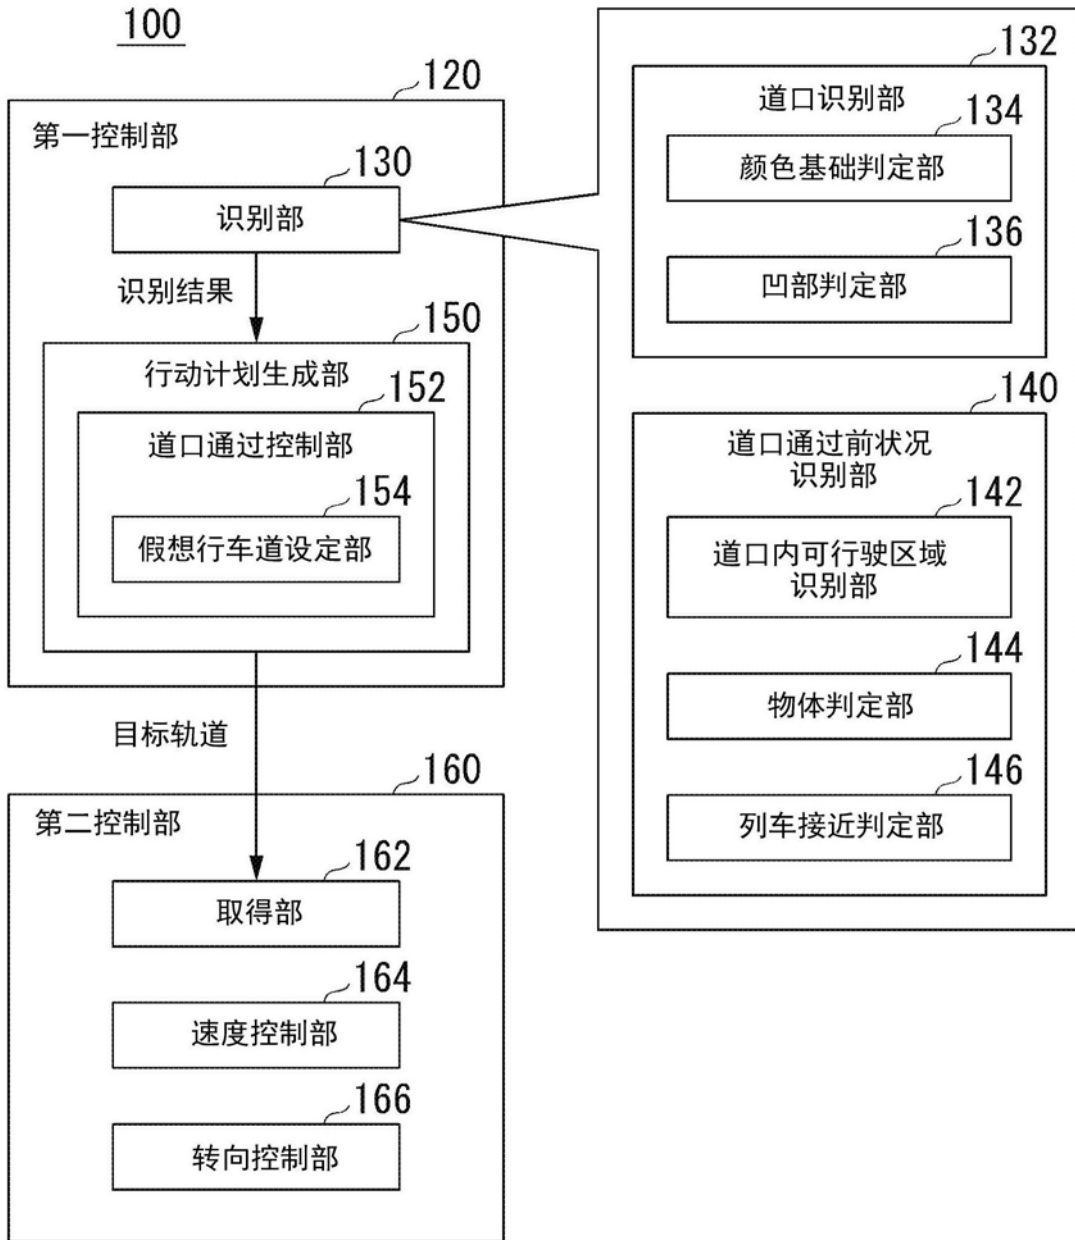 100
120
第一控制部
130
识别部
识别结果
150
行动计划生成部
152
道口通过控制部
154
假想行车道设定部
目标轨道
160
第二控制部
162
取得部
164
速度控制部
166
转向控制部
132
道口识别部
134
颜色基础判定部
136
凹部判定部
140
道口通过前状况
识别部
142
道口内可行驶区域
识别部
144
物体判定部
146
列车接近判定部